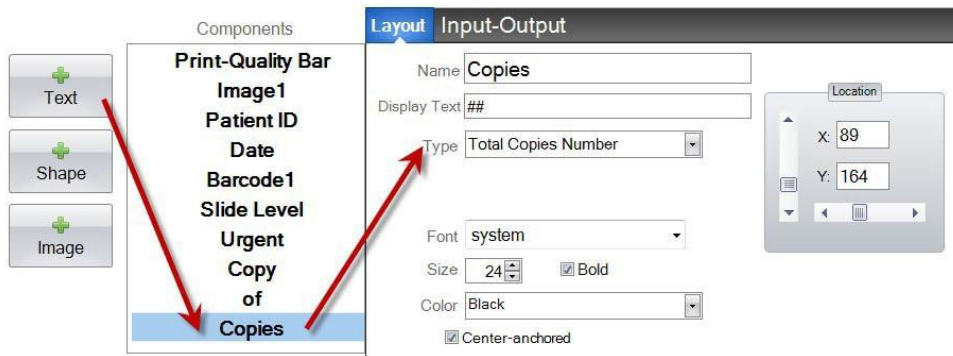 Components
Text
Shape
Image
Print-Quality Bar
Image1
Patient ID
Date
Barcode1
Slide Level
Urgent
Copy
of
Copies
Layout Input-Output
Name Copies
Display Text ##
Type Total Copies Number
Font system
Size 24 Bold
Color Black
Center-anchored
Location
X: 89
Y: 164